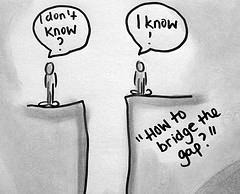 I don't
know
?
I know
!
"How to
bridge the
gap?"